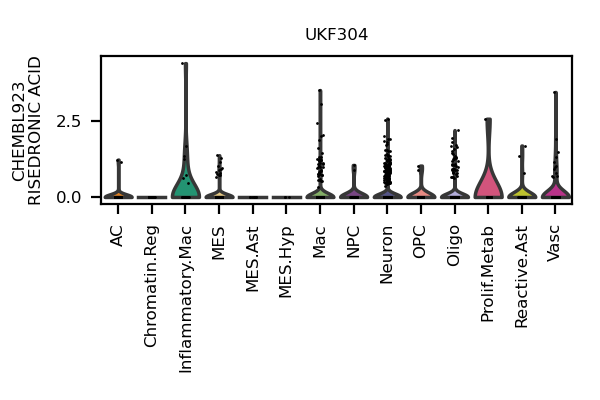 UKF304
CHEMBL923
RISEDRONIC ACID
2.5
0.0
AC
Chromatin.Reg
Inflammatory.Mac
MES
MES.Ast
MES.Hyp
Mac
NPC
Neuron
OPC
Oligo
Prolif.Metab
Reactive.Ast
Vasc